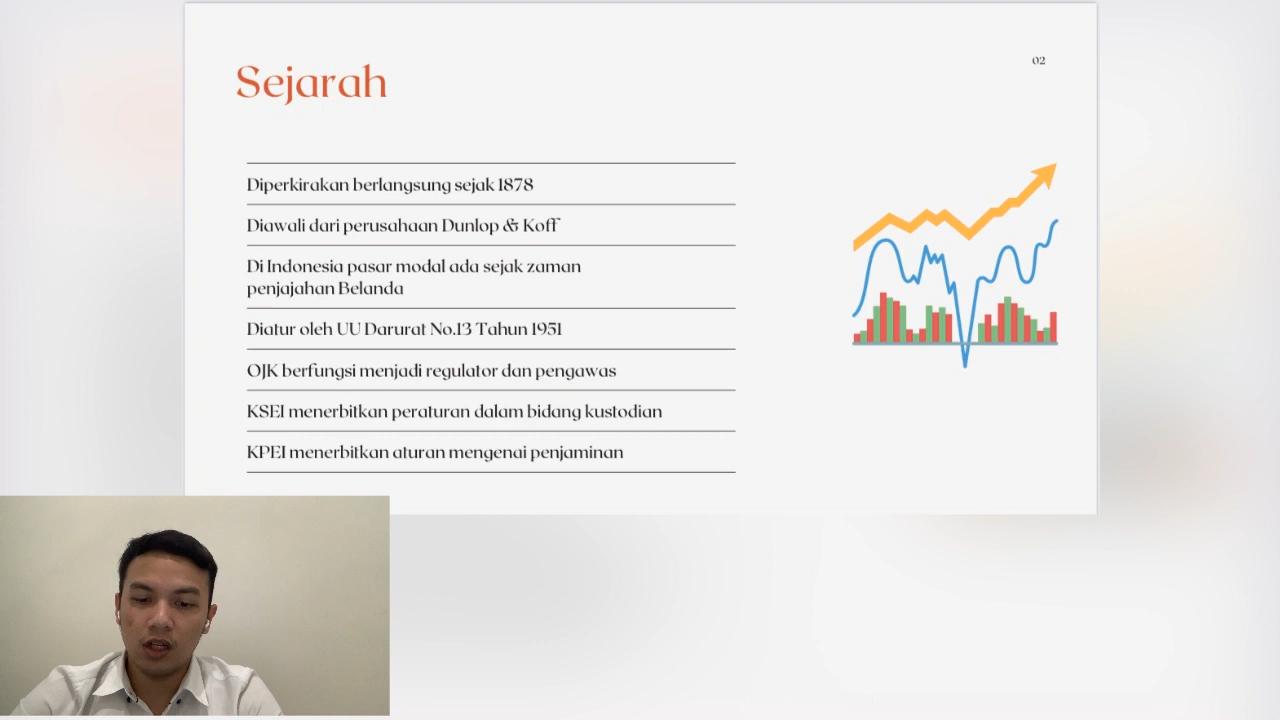 Sejarah
02
Diperkirakan berlangsung sejak 1878
Diawali dari perusahaan Dunlop & Koff
Di Indonesia pasar modal ada sejak zaman
penjajahan Belanda
Diatur oleh UU Darurat No.13 Tahun 1951
OJK berfungsi menjadi regulator dan pengawas
KSEI menerbitkan peraturan dalam bidang kustodian
KPEI menerbitkan aturan mengenai penjaminan